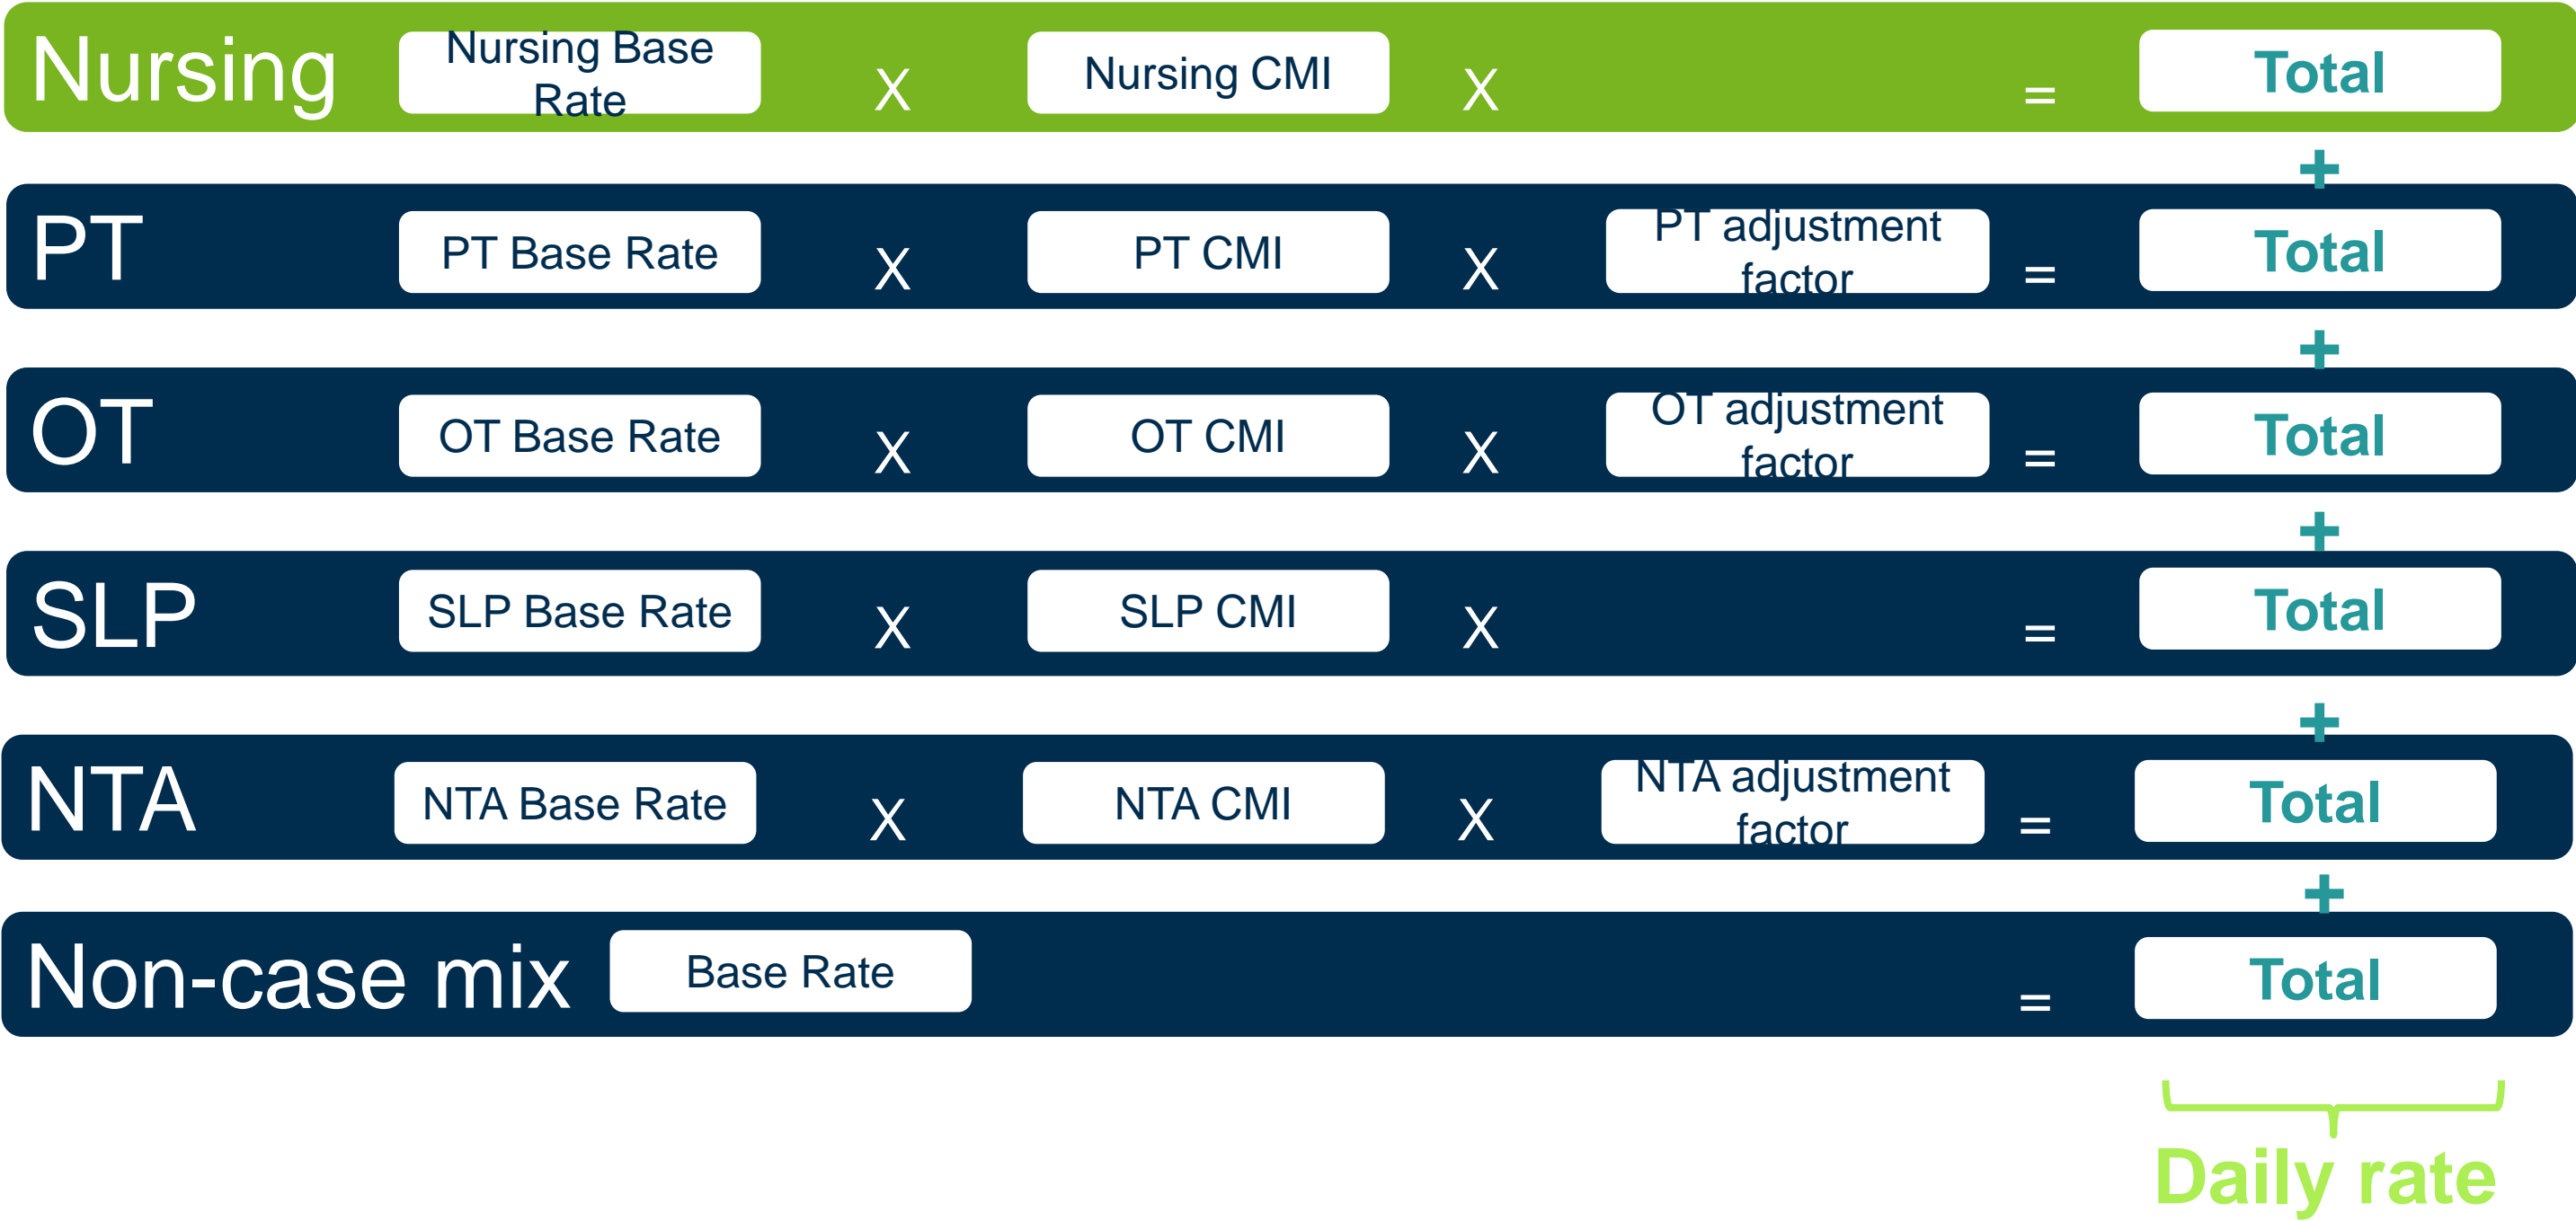 Nursing
Nursing Base
Rate
X
Nursing CMI
X
=
Total
+
PT
PT Base Rate
X
PT CMI
X
PT adjustment
factor
=
Total
+
OT
OT Base Rate
X
OT CMI
X
OT adjustment
factor
=
Total
+
SLP
SLP Base Rate
X
SLP CMI
X
=
Total
+
NTA
NTA Base Rate
X
NTA CMI
X
NTA adjustment
factor
=
Total
+
Non-case mix
Base Rate
=
Total
Daily rate